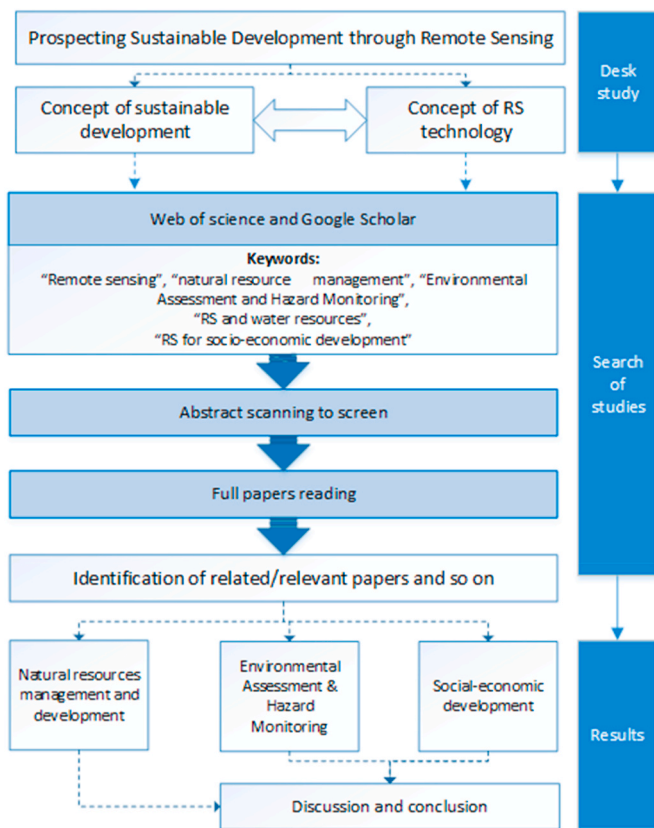 Prospecting Sustainable Development through Remote Sensing
Desk
study
Concept of sustainable
development
Concept of RS
technology
Web of science and Google Scholar
Keywords:
"Remote sensing", "natural resource management", "Environmental
Assessment and Hazard Monitoring",
"RS and water resources",
"RS for socio-economic development"
Search
of
studies
Abstract scanning to screen
Full papers reading
Identification of related/relevant papers and so on
Natural resources
management and
development
Environmental
Assessment &
Hazard
Monitoring
Social-economic
development
Results
Discussion and conclusion